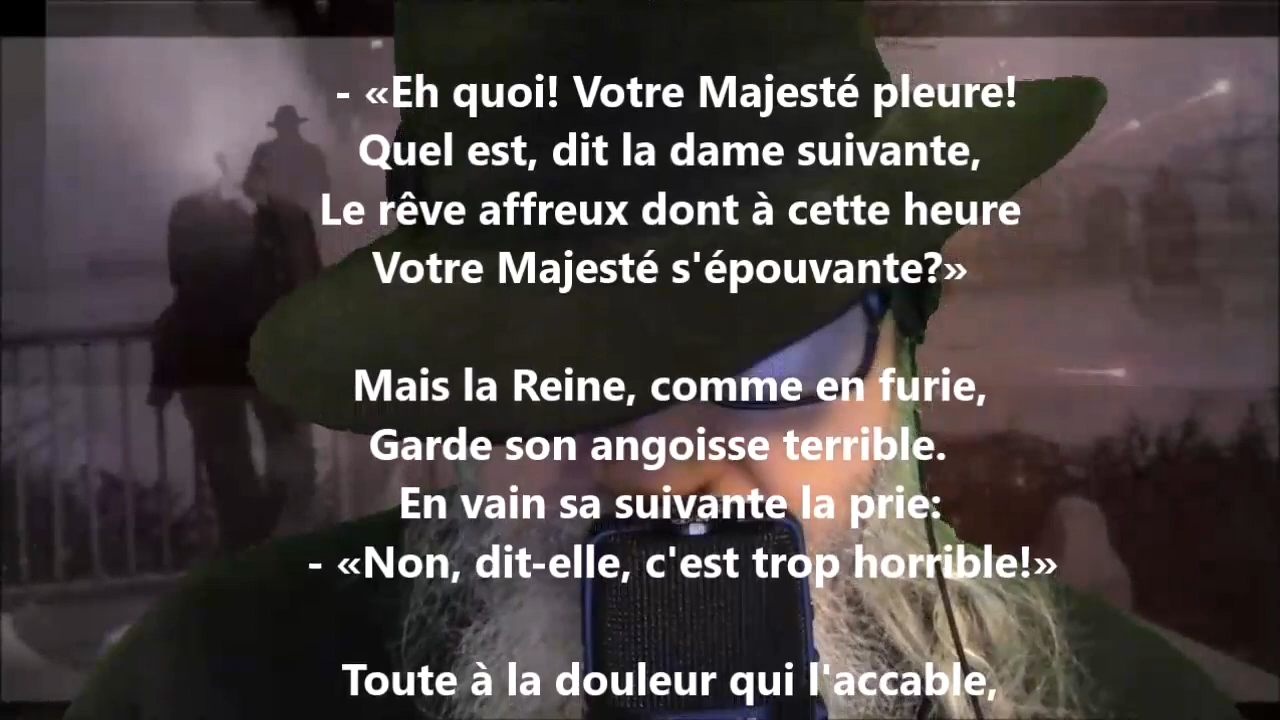 - «Eh quoi! Votre Majesté pleure!
Quel est, dit la dame suivante,
Le rêve affreux dont à cette heure
Votre Majesté s'épouvante?»
Mais la Reine, comme en furie,
Garde son angoisse terrible.
En vain sa suivante la prie:
- «Non, dit-elle, c'est trop horrible!»
Toute à la douleur qui l'accable,